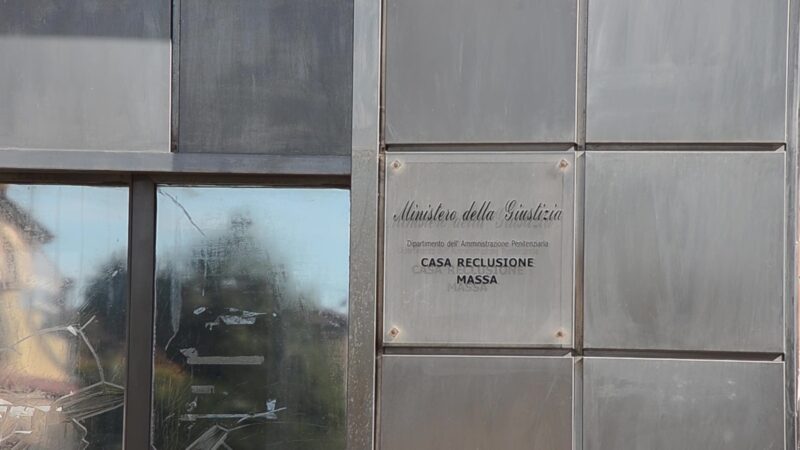 Ministero della Giustizia
Dipartimento dell' Amministrazione Penitenziaria
CASA RECLUSIONE
MASSA